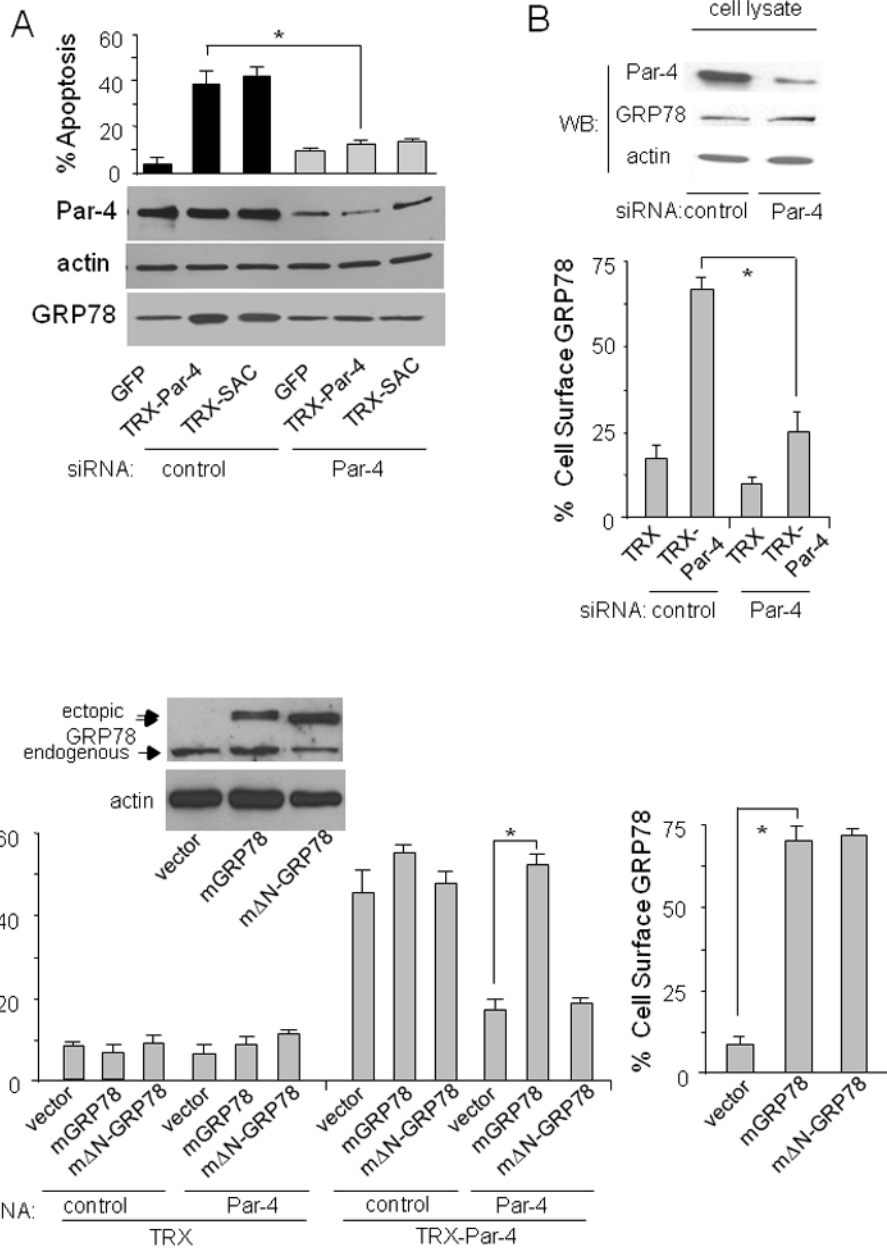 A
60
40
20
0
% Apoptosis
*
Par-4
actin
GRP78
GFP
TRX-Par-4
TRX-SAC
GFP
TRX-Par-4
TRX-SAC
siRNA: control Par-4
B
cell lysate
WB:
Par-4
GRP78
actin
siRNA:control Par-4
75
50
25
0
% Cell Surface GRP78
*
TRX
TRX-
Par-4
TRX
TRX-
Par-4
siRNA: control Par-4
ectopic
GRP78
endogenous
actin
vector
mGRP78
mΔN-GRP78
60
40
20
0
*
vector
mGRP78
mΔN-GRP78
vector
mGRP78
mΔN-GRP78
vector
mGRP78
mΔN-GRP78
vector
mGRP78
mΔN-GRP78
NA: control Par-4 control Par-4
TRX TRX-Par-4
75
50
25
0
% Cell Surface GRP78
*
vector
mGRP78
mΔN-GRP78